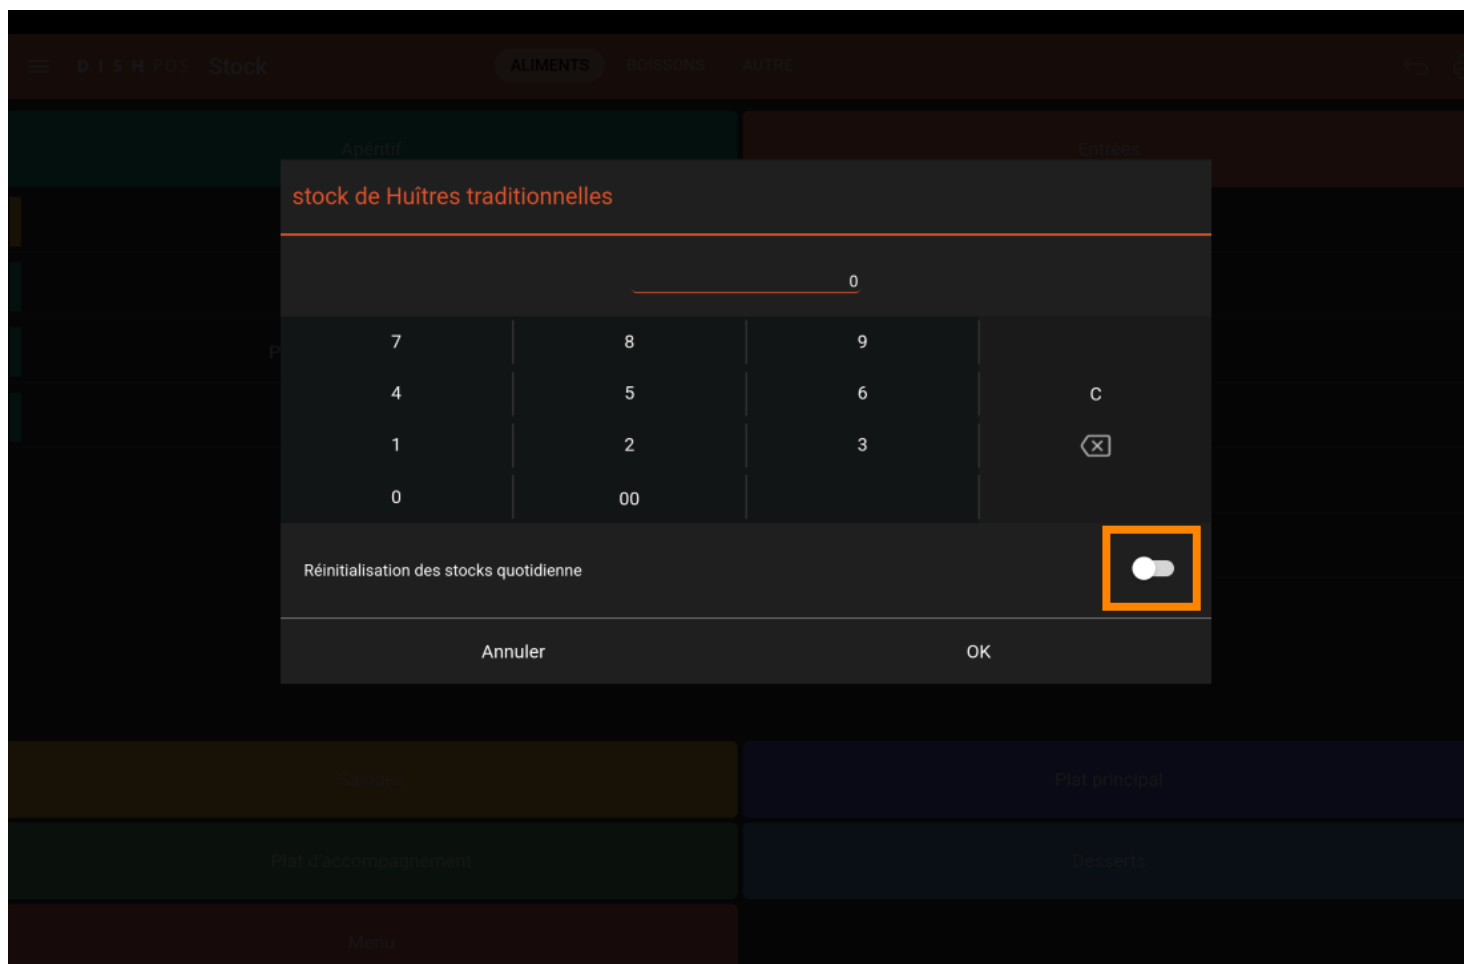 DISH POS Stock ALIMENTS BOISSONS AUTRE
Apéritif Entrées
stock de Huîtres traditionnelles
0
7 8 9
P
4 5 6 C
1 2 3
0 00
Réinitialisation des stocks quotidienne
Annuler OK
Plat principal
Plat d'accompagnement Desserts
Menu